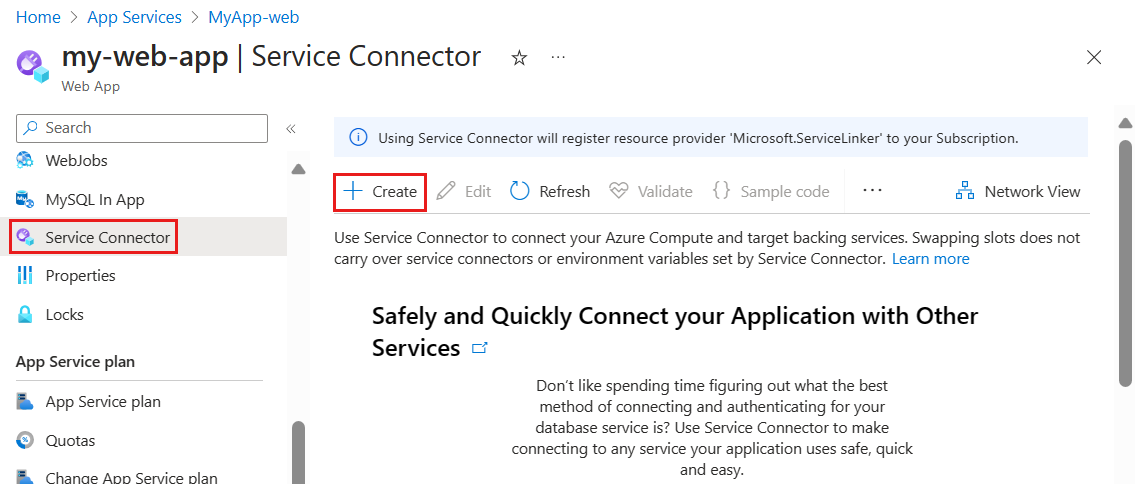 Home > App Services > MyApp-web
my-web-app | Service Connector ☆ ...
Web App
Search «
WebJobs
MySQL In App
Service Connector
Properties
Locks
App Service plan
App Service plan
Quotas
Change App Service plan
Using Service Connector will register resource provider 'Microsoft.ServiceLinker' to your Subscription.
Create Edit Refresh Validate {} Sample code ... Network View
Use Service Connector to connect your Azure Compute and target backing services. Swapping slots does not
carry over service connectors or environment variables set by Service Connector. Learn more
Safely and Quickly Connect your Application with Other
Services
Don't like spending time figuring out what the best
method of connecting and authenticating for your
database service is? Use Service Connector to make
connecting to any service your application uses safe, quick
and easy.